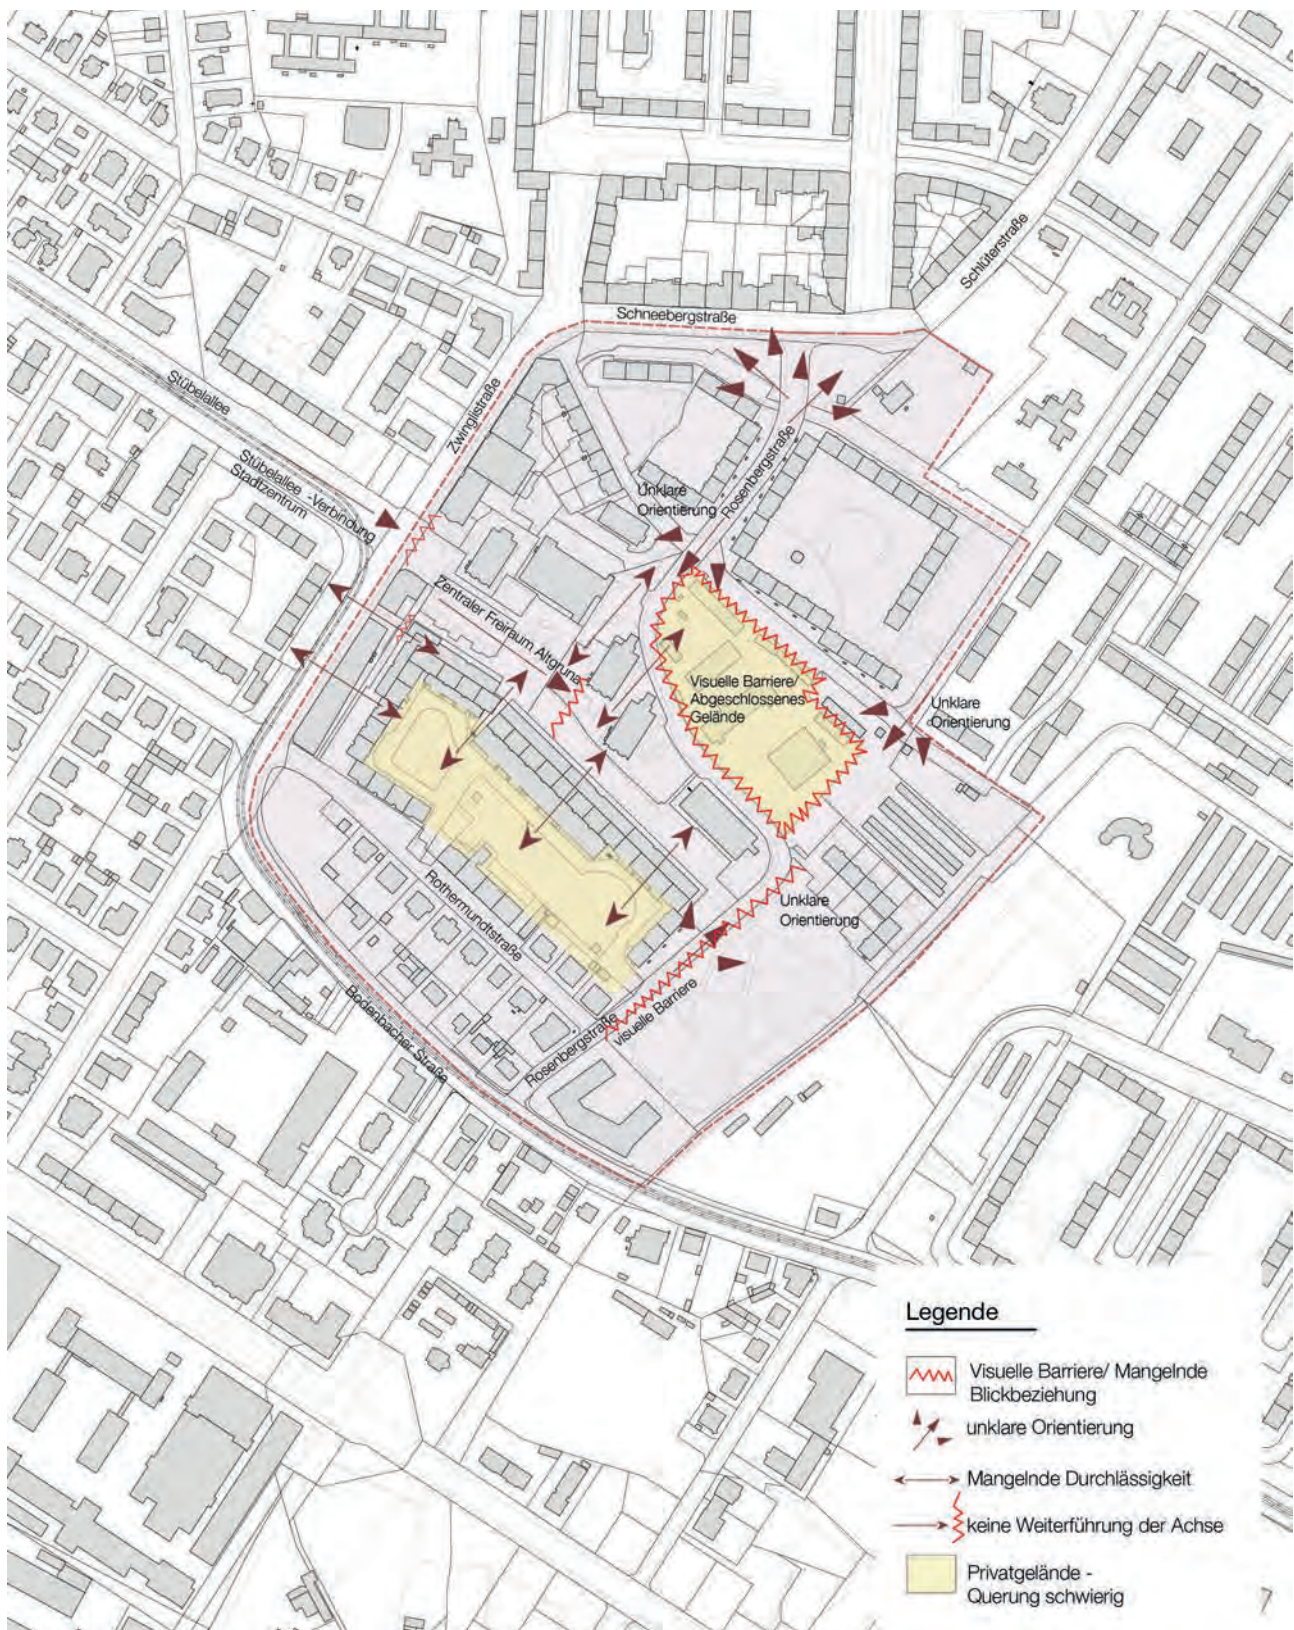 Schlüterstraße
Schneebergstraße
Stübelallee
Zwinglistraße
Stübelallee -Verbindung
Stadtzentrum
Unklare
Orientierung
Rosenbergstraße
Zentraler Freiraum Altgruna
Visuelle Barriere/
Abgeschlossenes
Gelände
Unklare
Orientierung
Rothermundtstraße
Unklare
Orientierung
Bodenbacher Straße
Rosenbergstraße
visuelle Barriere
Legende
Visuelle Barriere/ Mangelnde
Blickbeziehung
unklare Orientierung
Mangelnde Durchlässigkeit
keine Weiterführung der Achse
Privatgelände -
Querung schwierig